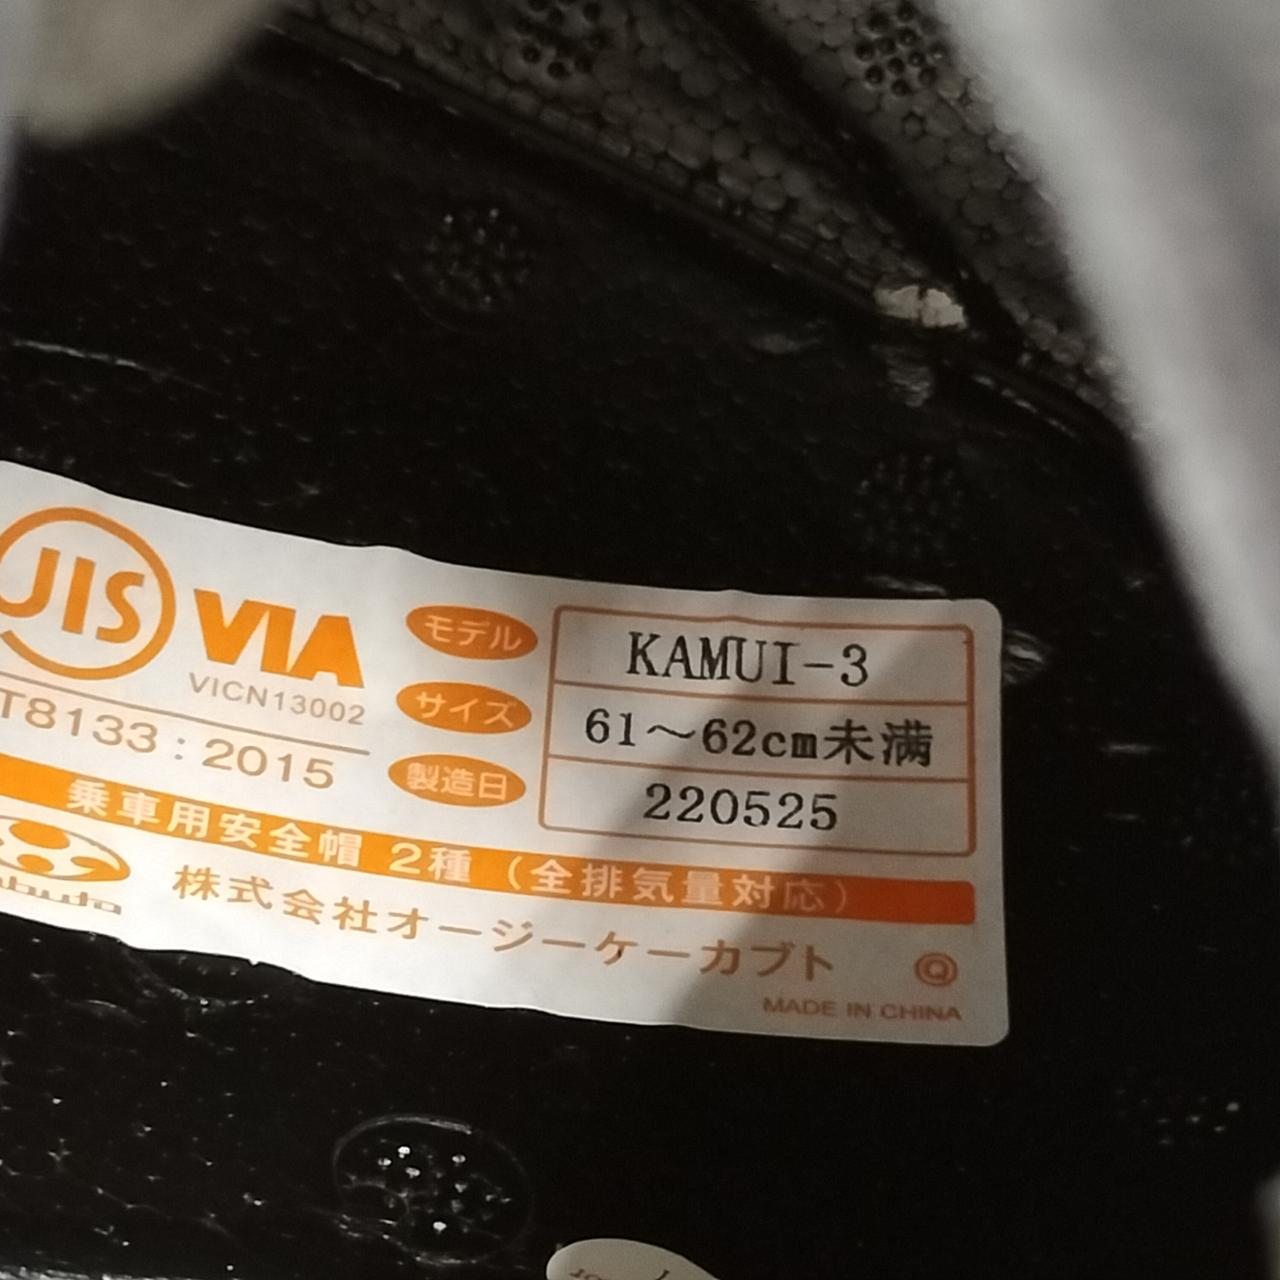 JIS VIA
VICN13002
T8133:2015
モデル KAMUI-3
サイズ 61～62cm未満
製造日 220525
乗車用安全帽 2種 (全排気量対応)
株式会社オージーケーカブト
Q
MADE IN CHINA